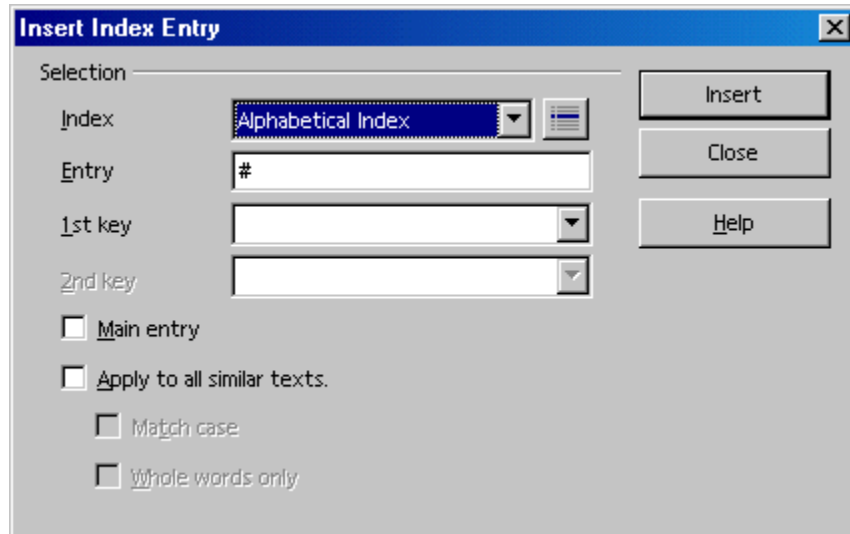 Insert Index Entry
Selection
Index
Alphabetical Index
Entry
#
1st key
2nd key
Main entry
Apply to all similar texts.
Match case
Whole words only
Insert
Close
Help